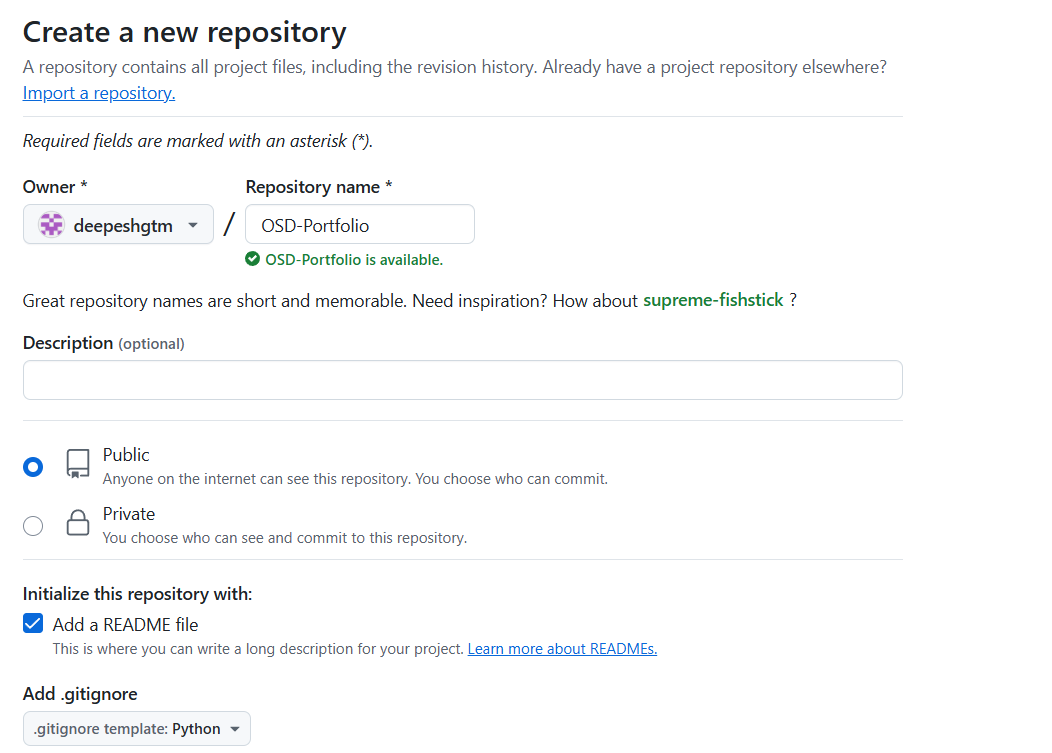 Create a new repository
A repository contains all project files, including the revision history. Already have a project repository elsewhere?
Import a repository.
Required fields are marked with an asterisk (*).
Owner * Repository name *
deepeshgtm / OSD-Portfolio
OSD-Portfolio is available.
Great repository names are short and memorable. Need inspiration? How about supreme-fishstick ?
Description (optional)
Public
Anyone on the internet can see this repository. You choose who can commit.
Private
You choose who can see and commit to this repository.
Initialize this repository with:
Add a README file
This is where you can write a long description for your project. Learn more about READMEs.
Add .gitignore
.gitignore template: Python